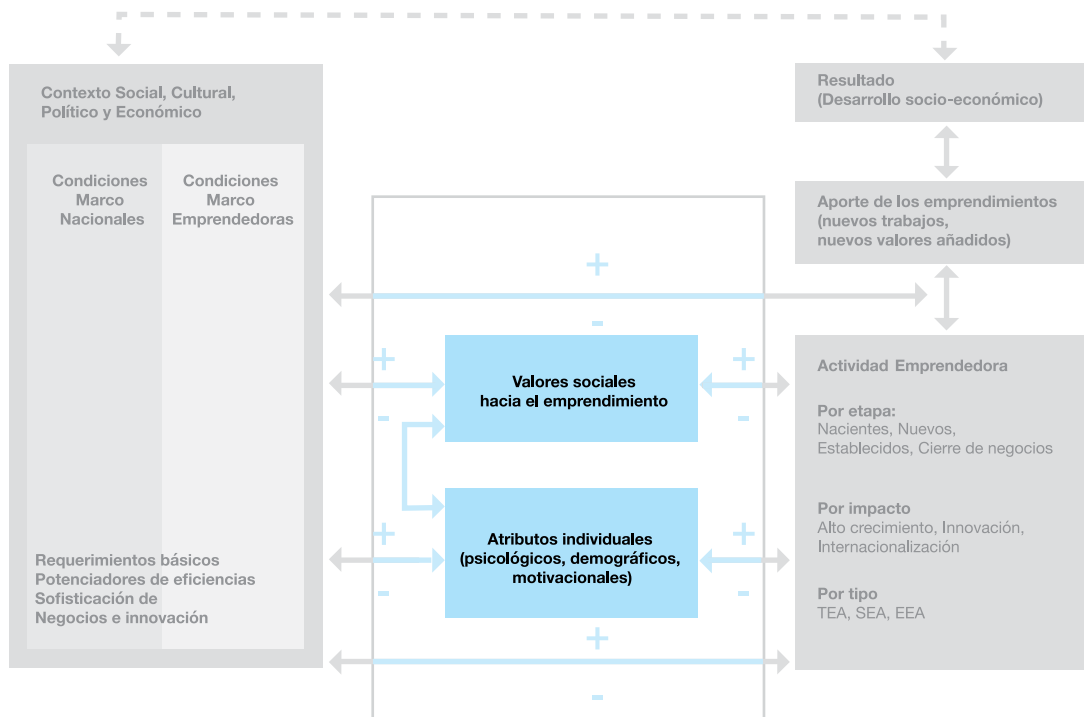 Contexto Social, Cultural,
Político y Económico
Condiciones
Marco
Nacionales
Condiciones
Marco
Emprendedoras
Requerimientos básicos
Potenciadores de eficiencias
Sofisticación de
Negocios e innovación
+
-
+
-
Valores sociales
hacia el emprendimiento
+
-
+
-
Atributos individuales
(psicológicos, demográficos,
motivacionales)
+
-
+
-
Resultado
(Desarrollo socio-económico)
Aporte de los emprendimientos
(nuevos trabajos,
nuevos valores añadidos)
Actividad Emprendedora
Por etapa:
Nacientes, Nuevos,
Establecidos, Cierre de negocios
Por impacto
Alto crecimiento, Innovación,
Internacionalización
Por tipo
TEA, SEA, EEA